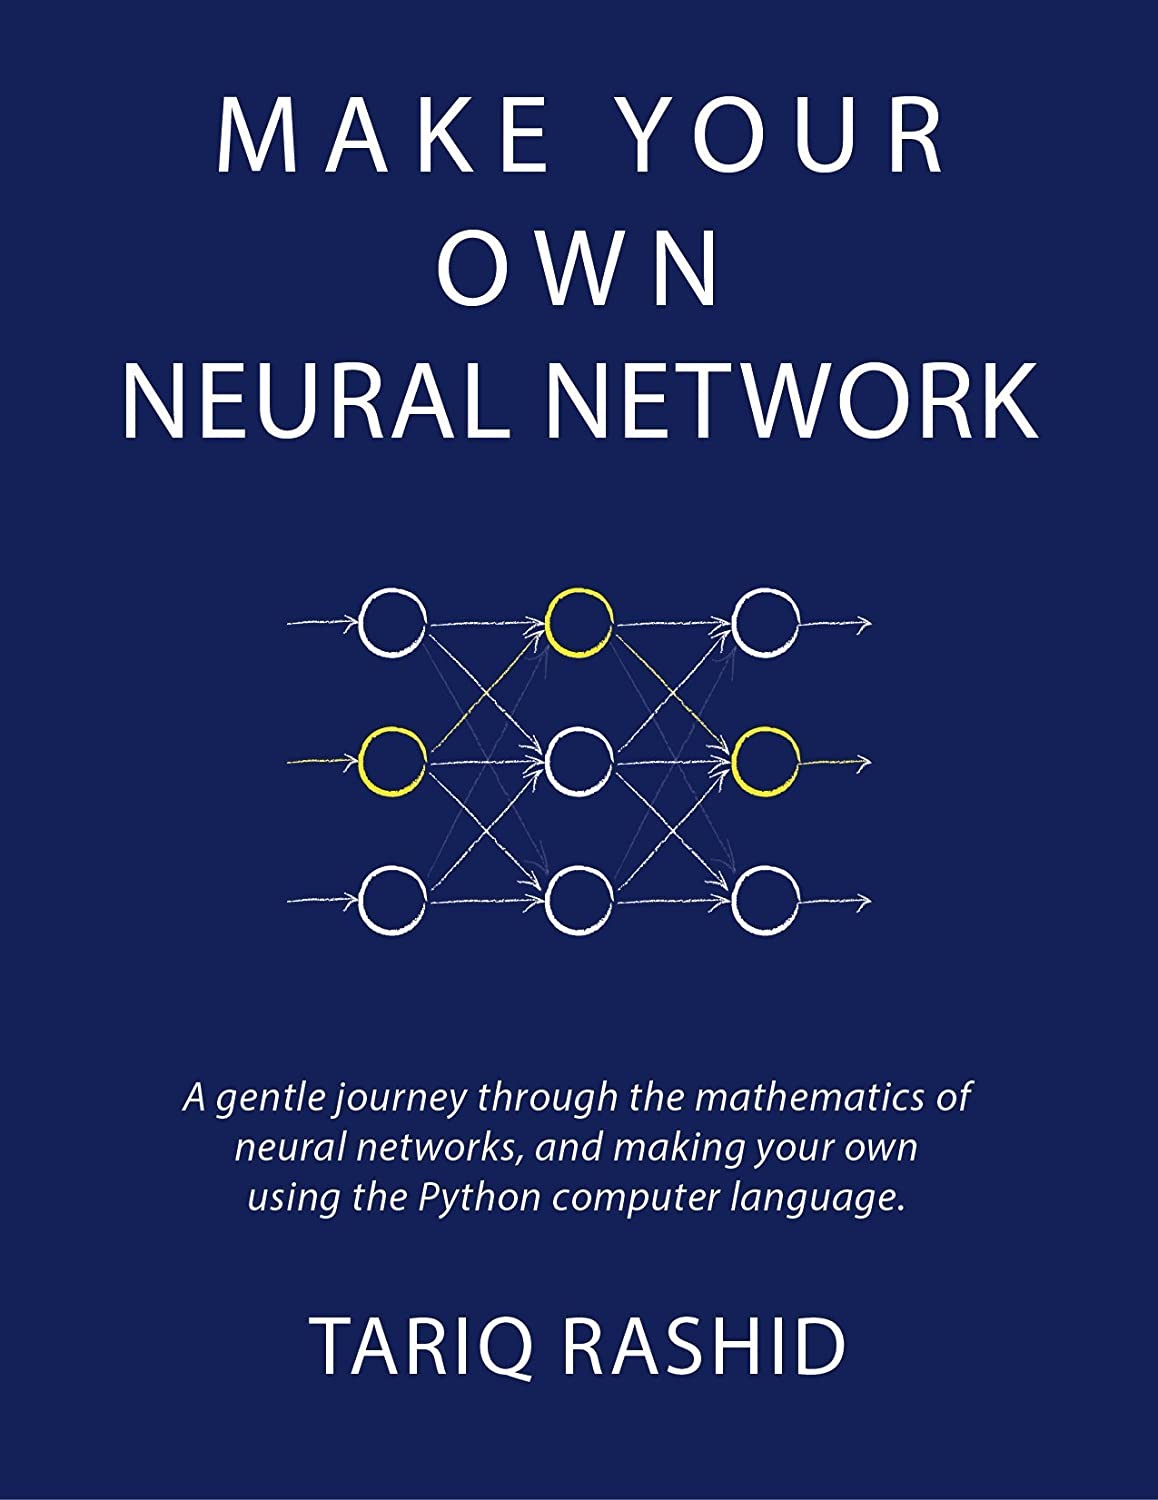 MAKE YOUR
OWN
NEURAL NETWORK
A gentle journey through the mathematics of
neural networks, and making your own
using the Python computer language.
TARIQ RASHID